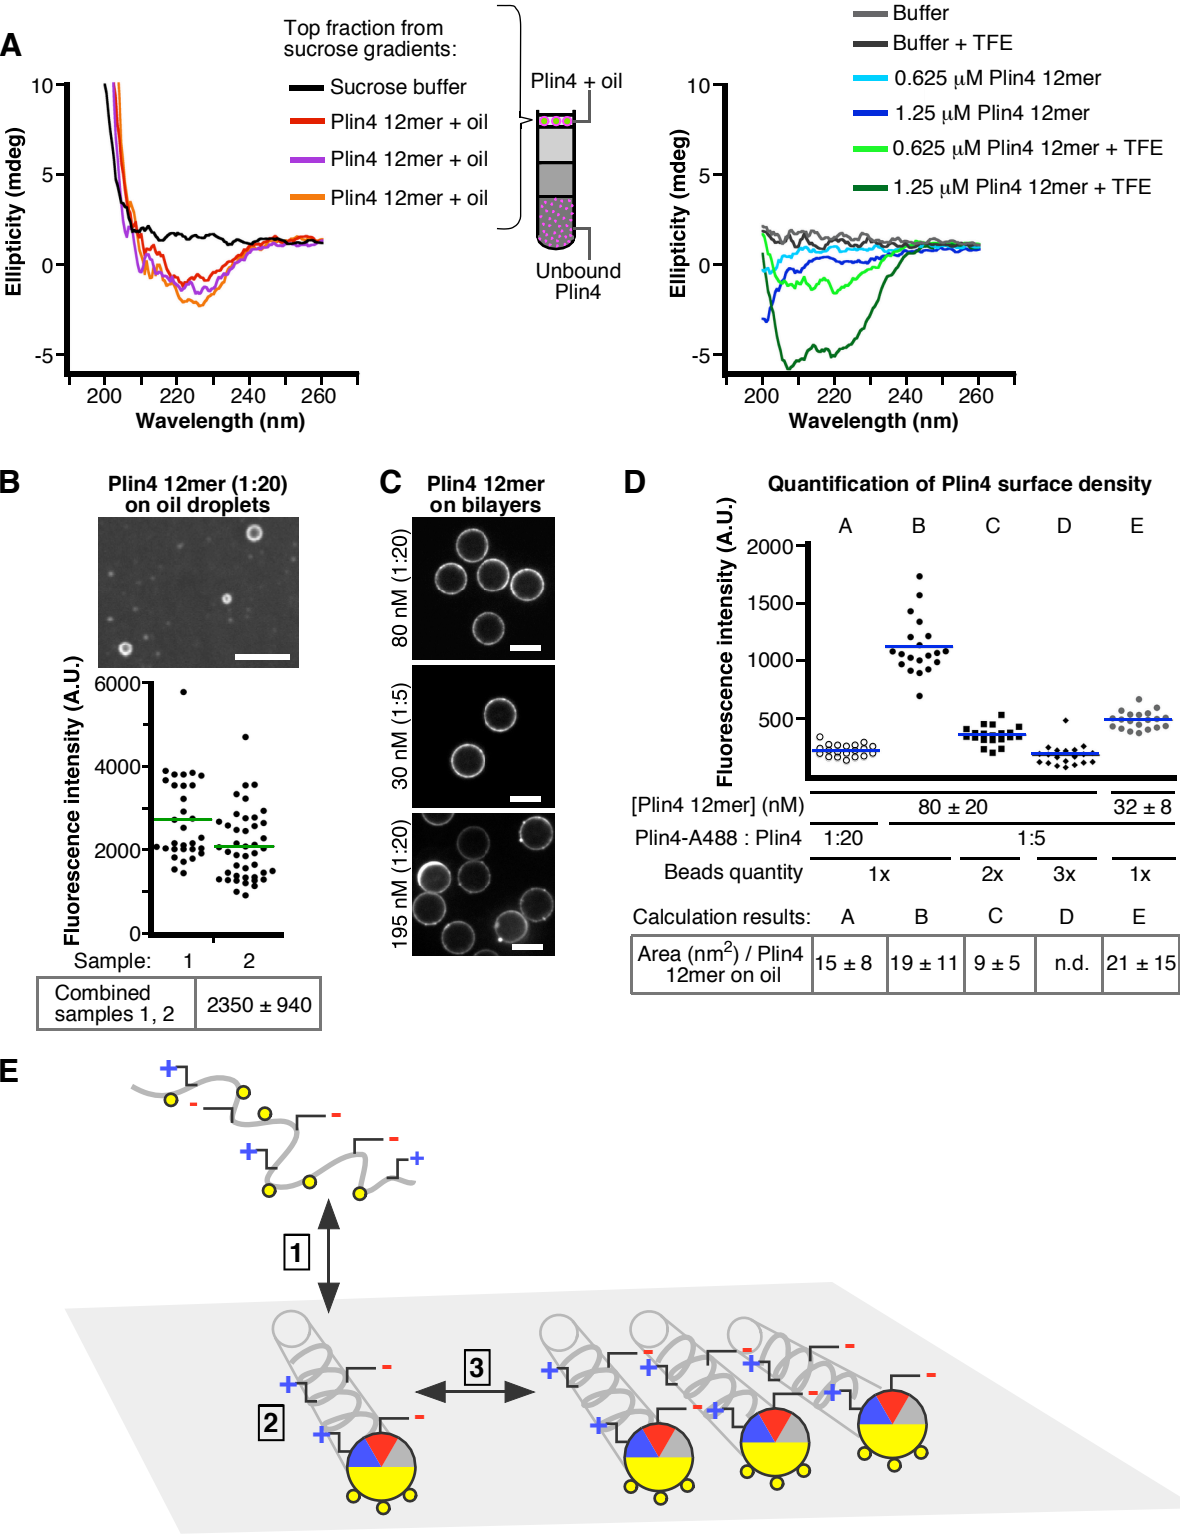 A
Top fraction from
sucrose gradients:
Sucrose buffer
Plin4 12mer + oil
Plin4 12mer + oil
Plin4 12mer + oil
Plin4 + oil
Unbound
Plin4
Ellipticity (mdeg)
10
5
0
-5
200 220 240 260
Wavelength (nm)
Buffer
Buffer + TFE
0.625 µM Plin4 12mer
1.25 µM Plin4 12mer
0.625 µM Plin4 12mer + TFE
1.25 µM Plin4 12mer + TFE
Ellipticity (mdeg)
10
5
0
-5
200 220 240 260
Wavelength (nm)
B
Plin4 12mer (1:20)
on oil droplets
Fluorescence intensity (A.U.)
6000
4000
2000
0
Sample: 1 2
Combined
samples 1, 2
2350 ± 940
C
Plin4 12mer
on bilayers
80 nM (1:20)
30 nM (1:5)
195 nM (1:20)
D
Quantification of Plin4 surface density
A B C D E
Fluorescence intensity (A.U.)
2000
1500
1000
500
[Plin4 12mer] (nM) 80 ± 20 32 ± 8
Plin4-A488 : Plin4 1:20 1:5
Beads quantity 1x 2x 3x 1x
Calculation results: A B C D E
Area (nm²) / Plin4
12mer on oil
15 ± 8 19 ± 11 9 ± 5 n.d. 21 ± 15
E
+
-
-
+
-
+
1
2
3
+ -
+ -
+ -
+ -
+ -
+ -
+ -
+ -